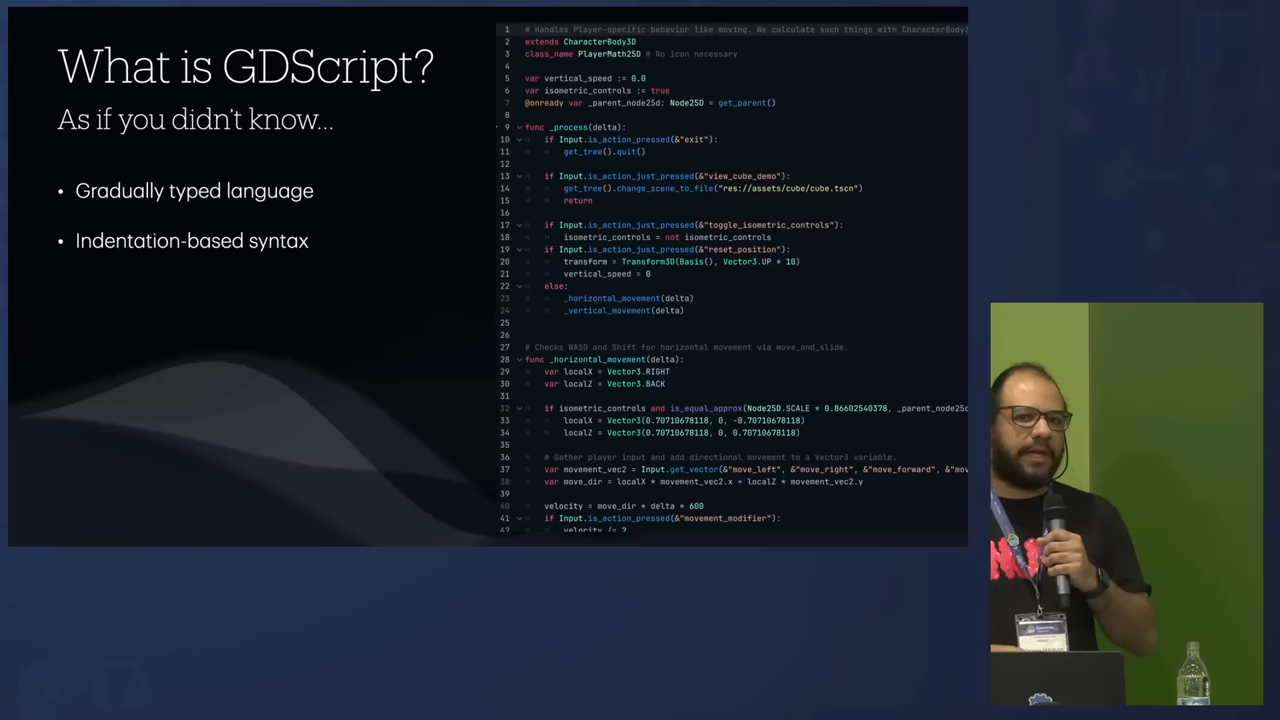 What is GDScript?
As if you didn't know...
• Gradually typed language
• Indentation-based syntax
1 # Handles Player-specific behavior like moving. We calculate such things with CharacterBody3
2 extends CharacterBody3D
3 class_name PlayerMath25D # No icon necessary
4
5 var vertical_speed := 0.0
6 var isometric_controls := true
7 @onready var _parent_node25d: Node25D = get_parent()
8
9 func _process(delta):
10 if Input.is_action_pressed(&"exit"):
11 get_tree().quit()
12
13 if Input.is_action_just_pressed(&"view_cube_demo"):
14 get_tree().change_scene_to_file("res://assets/cube/cube.tscn")
15 return
16
17 if Input.is_action_just_pressed(&"toggle_isometric_controls"):
18 isometric_controls = not isometric_controls
19 if Input.is_action_just_pressed(&"reset_position"):
20 transform = Transform3D(Basis(), Vector3.UP * 10)
21 vertical_speed = 0
22 else:
23 _horizontal_movement(delta)
24 _vertical_movement(delta)
25
26
27 # Checks WASD and Shift for horizontal movement via move_and_slide.
28 func _horizontal_movement(delta):
29 var localX = Vector3.RIGHT
30 var localZ = Vector3.BACK
31
32 if isometric_controls and is_equal_approx(Node25D.SCALE * 0.86602540378, _parent_node25
33 localX = Vector3(0.70710678118, 0, -0.70710678118)
34 localZ = Vector3(0.70710678118, 0, 0.70710678118)
35
36 # Gather player input and add directional movement to a Vector3 variable.
37 var movement_vec2 = Input.get_vector(&"move_left", &"move_right", &"move_forward", &"mov
38 var move_dir = localX * movement_vec2.x + localZ * movement_vec2.y
39
40 velocity = move_dir * delta * 600
41 if Input.is_action_pressed(&"movement_modifier"):
42 velocity /= 2